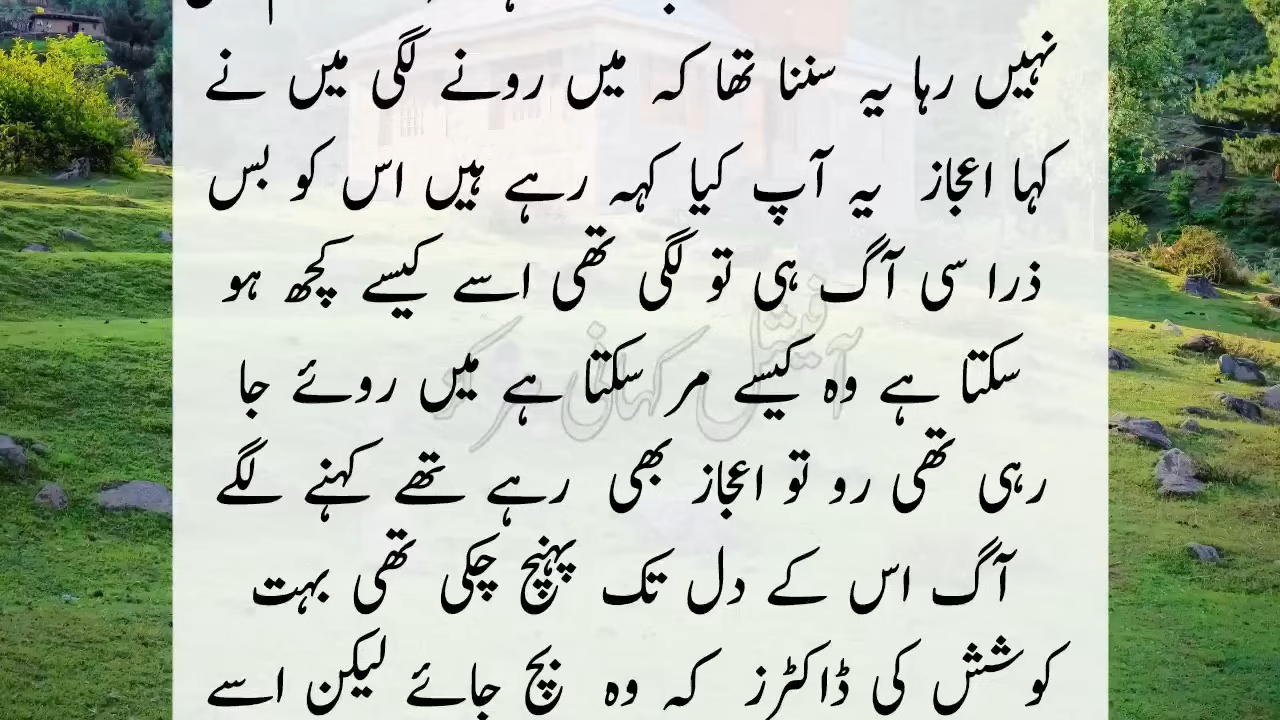 نہیں رہا یہ سننا تھا کہ میں رونے لگی میں نے
کہا اعجاز یہ آپ کیا کہہ رہے ہیں اس کو بس
ذرا سی آگ ہی تو لگی تھی اسے کیسے کچھ ہو
سکتا ہے وہ کیسے مر سکتا ہے میں روئے جا
رہی تھی رو تو اعجاز بھی رہے تھے کہنے لگے
آگ اس کے دل تک پہنچ چکی تھی بہت
کوشش کی ڈاکٹرز کہ وہ بچ جائے لیکن اسے